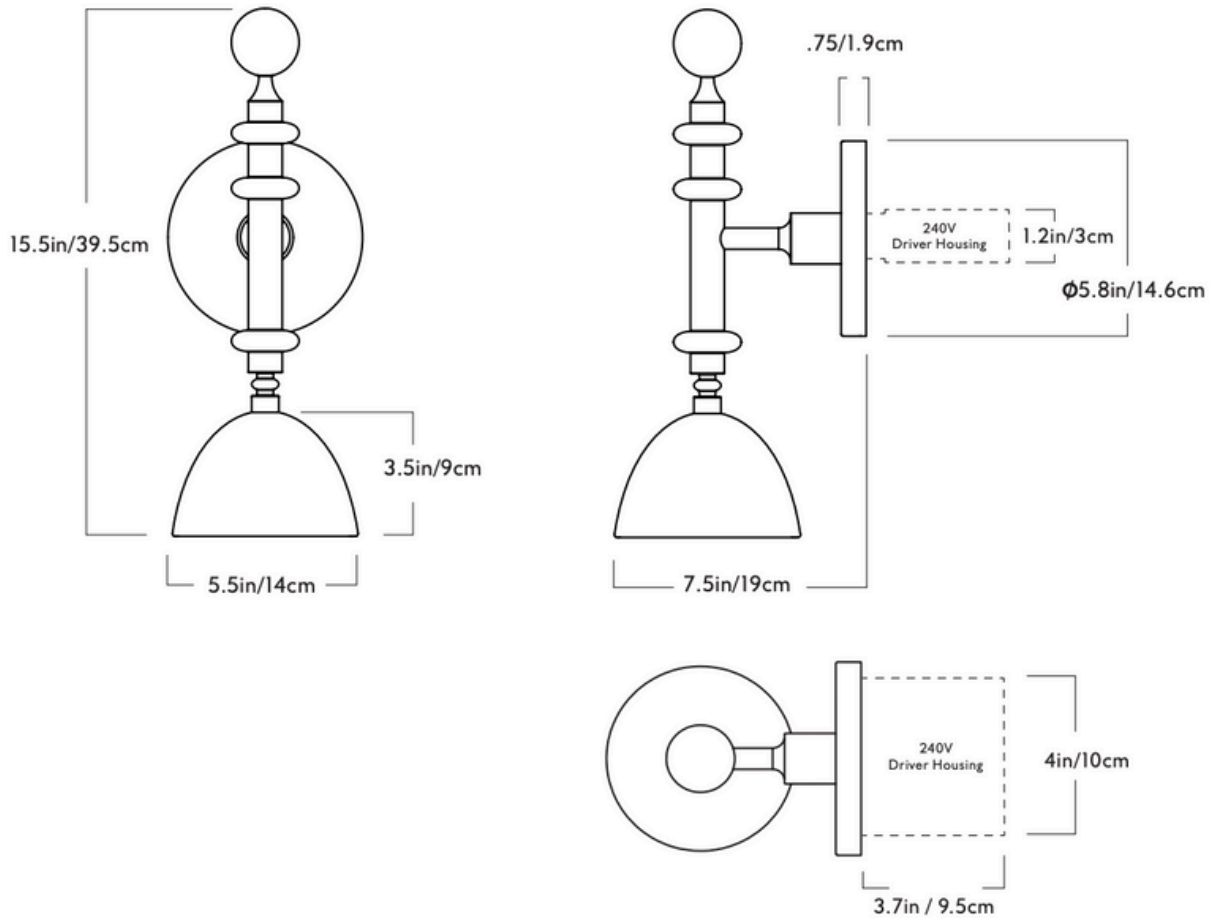 .75/1.9cm
15.5in/39.5cm
240V
Driver Housing
1.2in/3cm
Φ5.8in/14.6cm
3.5in/9cm
5.5in/14cm
7.5in/19cm
240V
Driver Housing
4in/10cm
3.7in / 9.5cm